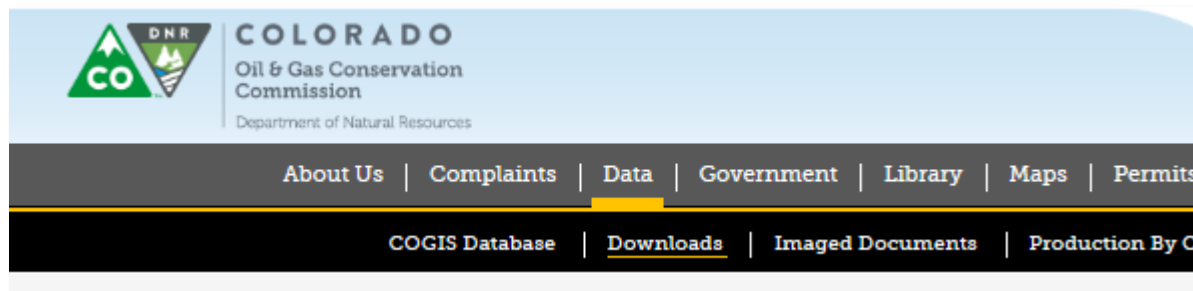 DNR
CO
COLORADO
Oil & Gas Conservation
Commission
Department of Natural Resources
About Us | Complaints | Data | Government | Library | Maps | Permits
COGIS Database | Downloads | Imaged Documents | Production By C